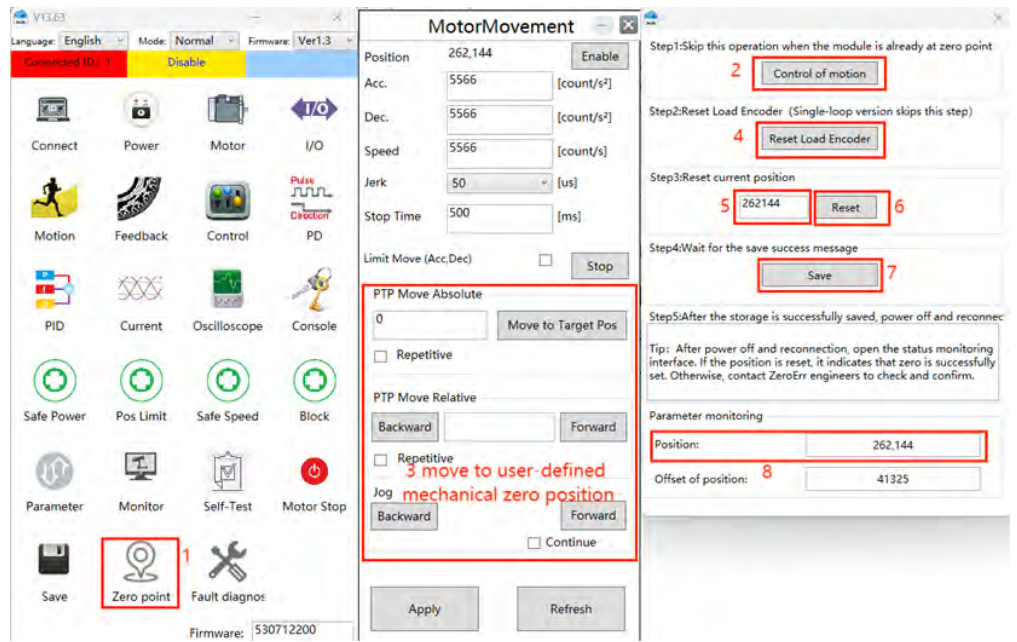 V13.63
Language: English Mode: Normal Firmware: Ver1.3
Connected ID: 1 Disable
Connect Power Motor I/O
I/O
Pulse
Direction
Motion Feedback Control PD
PID Current Oscilloscope Console
Safe Power Pos Limit Safe Speed Block
Parameter Monitor Self-Test Motor Stop
1
Save Zero point Fault diagnos
Firmware: 530712200
MotorMovement
Position 262,144 Enable
Acc. 5566 [count/s²]
Dec. 5566 [count/s²]
Speed 5566 [count/s]
Jerk 50 [us]
Stop Time 500 [ms]
Limit Move (Acc,Dec) Stop
PTP Move Absolute
0 Move to Target Pos
Repetitive
PTP Move Relative
Backward Forward
Repetitive
3 move to user-defined
mechanical zero position
Jog
Backward Forward
Continue
Apply Refresh
Step1:Skip this operation when the module is already at zero point
2 Control of motion
Step2:Reset Load Encoder (Single-loop version skips this step)
4 Reset Load Encoder
Step3:Reset current position
5 262144 Reset 6
Step4:Wait for the save success message
Save 7
Step5:After the storage is successfully saved, power off and reconnec
Tip: After power off and reconnection, open the status monitoring
interface. If the position is reset, it indicates that zero is successfully
set. Otherwise, contact ZeroErr engineers to check and confirm.
Parameter monitoring
Position: 262,144
8
Offset of position: 41325